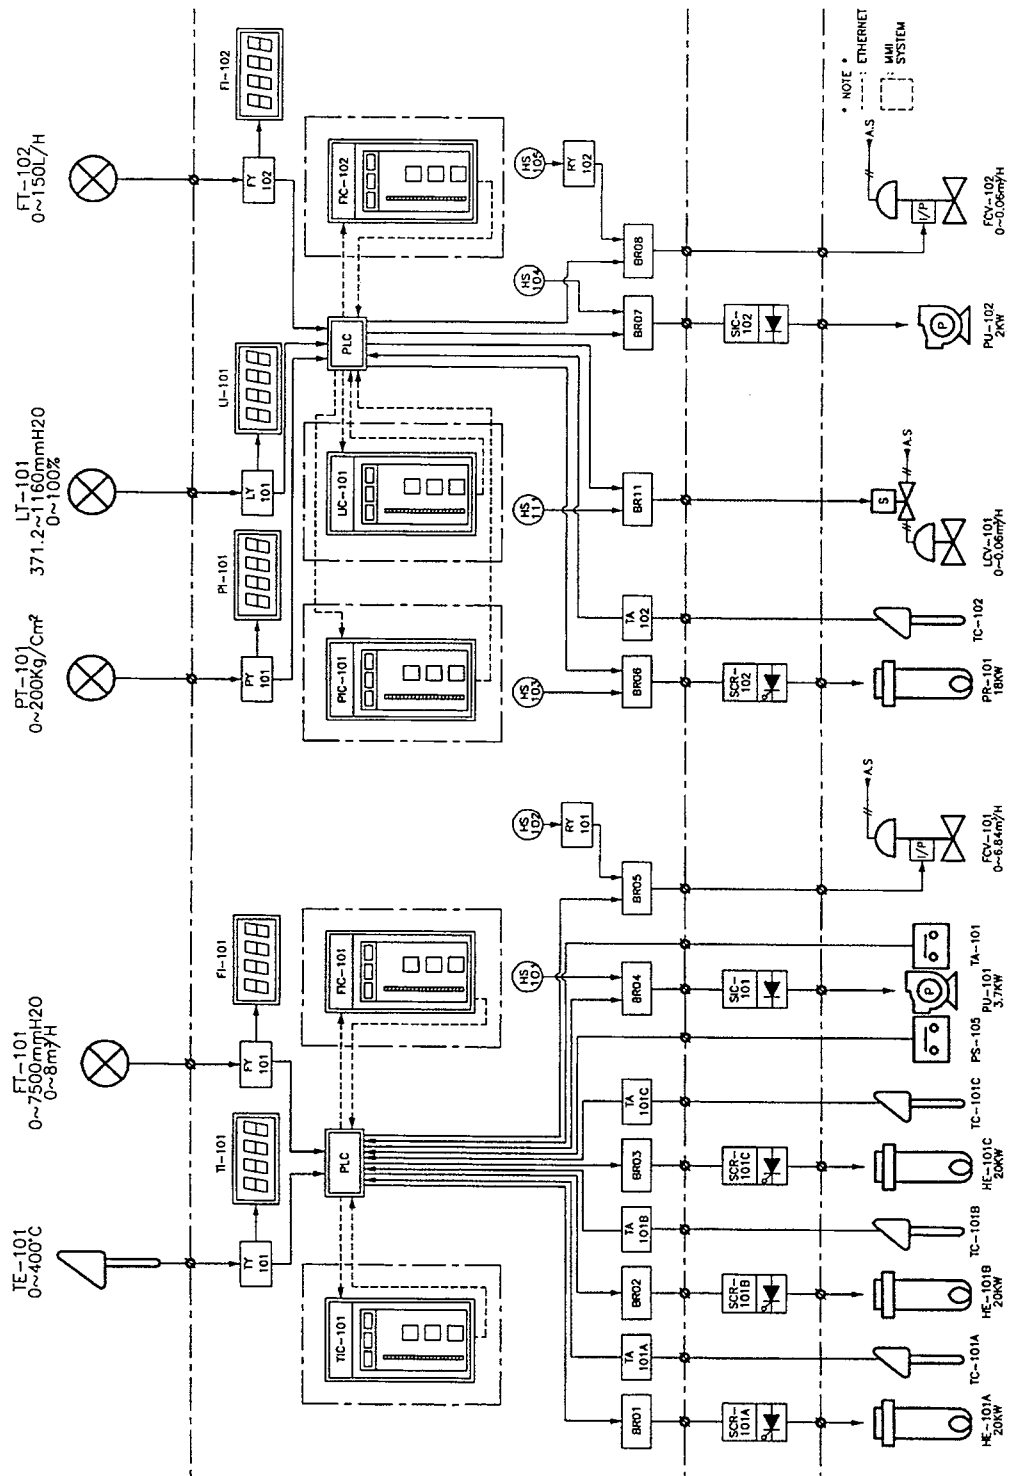 TE-101
0~400°C
FT-101
0~7500mmH20
0~8m³/H
PT-101
0~200Kg/Cm²
LT-101
371.2~1160mmH20
0~100%
FT-102
0~150L/H
TI-101
FI-101
PI-101
LI-101
FI-102
TY
101
FY
101
PY
101
LY
101
FY
102
TIC-101
PLC
FIC-101
PIC-101
LIC-101
PLC
FIC-102
HS
101
HS
102
RY
101
HS
103
HS
111
HS
104
HS
105
RY
102
BR01
TA
101A
BR02
TA
101B
BR03
TA
101C
BR04
BR05
BR06
TA
102
BR11
BR07
BR08
SCR-
101A
SCR-
101B
SCR-
101C
SIC-
101
SCR-
102
SIC-
102
A.S
I/P
S
A.S
A.S
I/P
P
P
HE-101A
20KW
TC-101A
HE-101B
20KW
TC-101B
HE-101C
20KW
TC-101C
PS-105
PU-101
3.7KW
TA-101
FCV-101
0~6.84m³/H
PR-101
18KW
TC-102
LCV-101
0~0.06m³/H
PU-102
2KW
FCV-102
0~0.06m³/H
* NOTE *
: ETHERNET
: MMI
SYSTEM